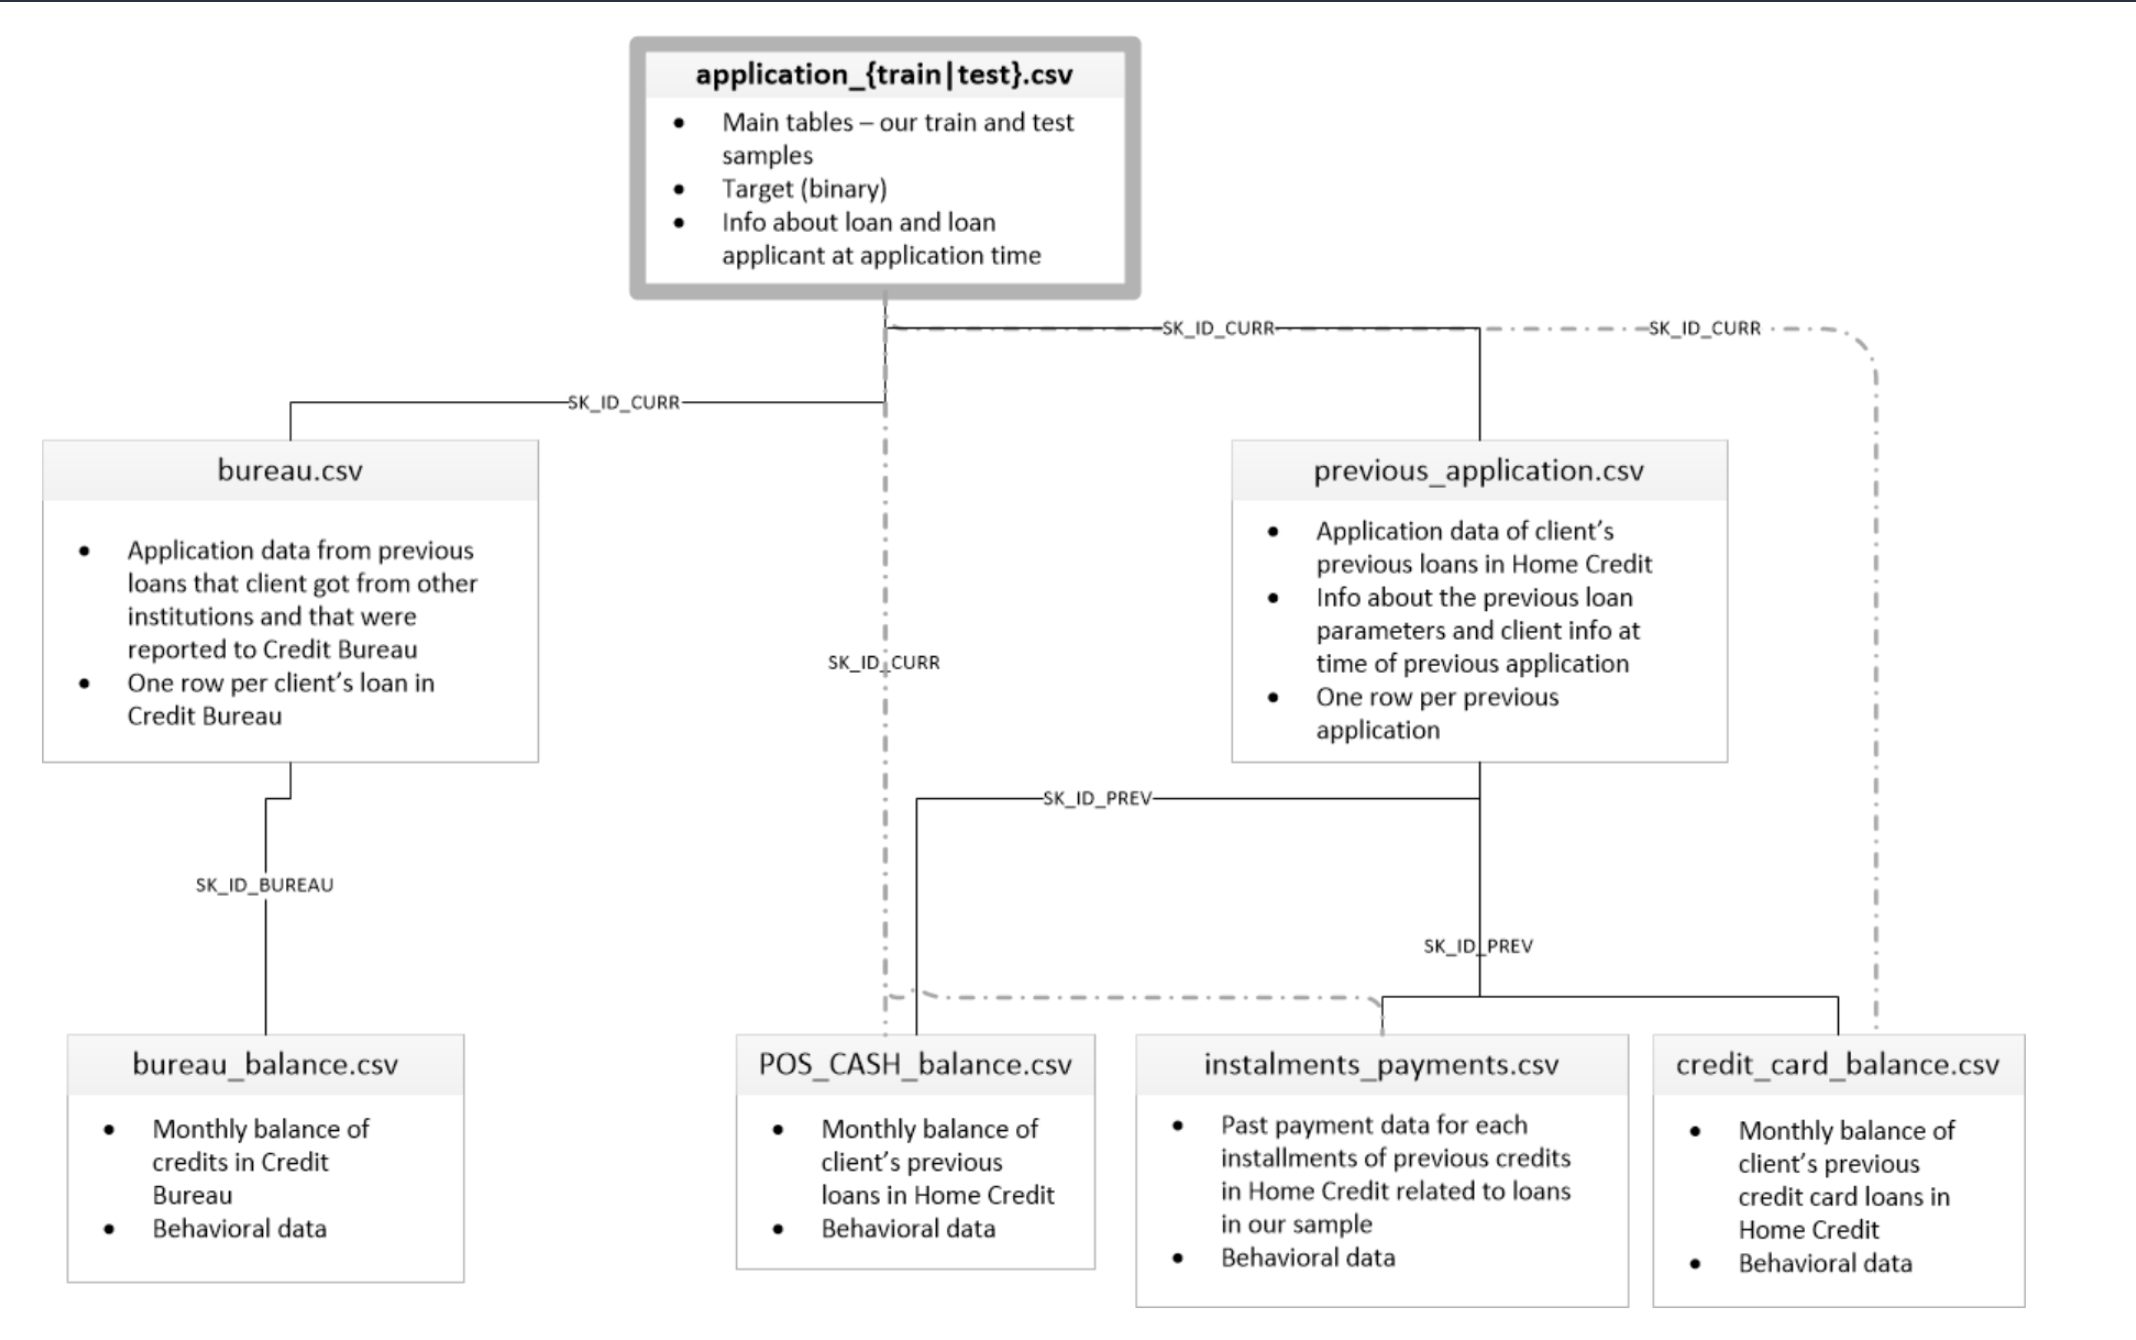 application_{train|test}.csv
• Main tables – our train and test
samples
• Target (binary)
• Info about loan and loan
applicant at application time
SK_ID_CURR
SK_ID_CURR
SK_ID_CURR
bureau.csv
• Application data from previous
loans that client got from other
institutions and that were
reported to Credit Bureau
• One row per client’s loan in
Credit Bureau
previous_application.csv
• Application data of client’s
previous loans in Home Credit
• Info about the previous loan
parameters and client info at
time of previous application
• One row per previous
application
SK_ID_CURR
SK_ID_PREV
SK_ID_BUREAU
SK_ID_PREV
bureau_balance.csv
• Monthly balance of
credits in Credit
Bureau
• Behavioral data
POS_CASH_balance.csv
• Monthly balance of
client’s previous
loans in Home Credit
• Behavioral data
instalments_payments.csv
• Past payment data for each
installments of previous credits
in Home Credit related to loans
in our sample
• Behavioral data
credit_card_balance.csv
• Monthly balance of
client’s previous
credit card loans in
Home Credit
• Behavioral data